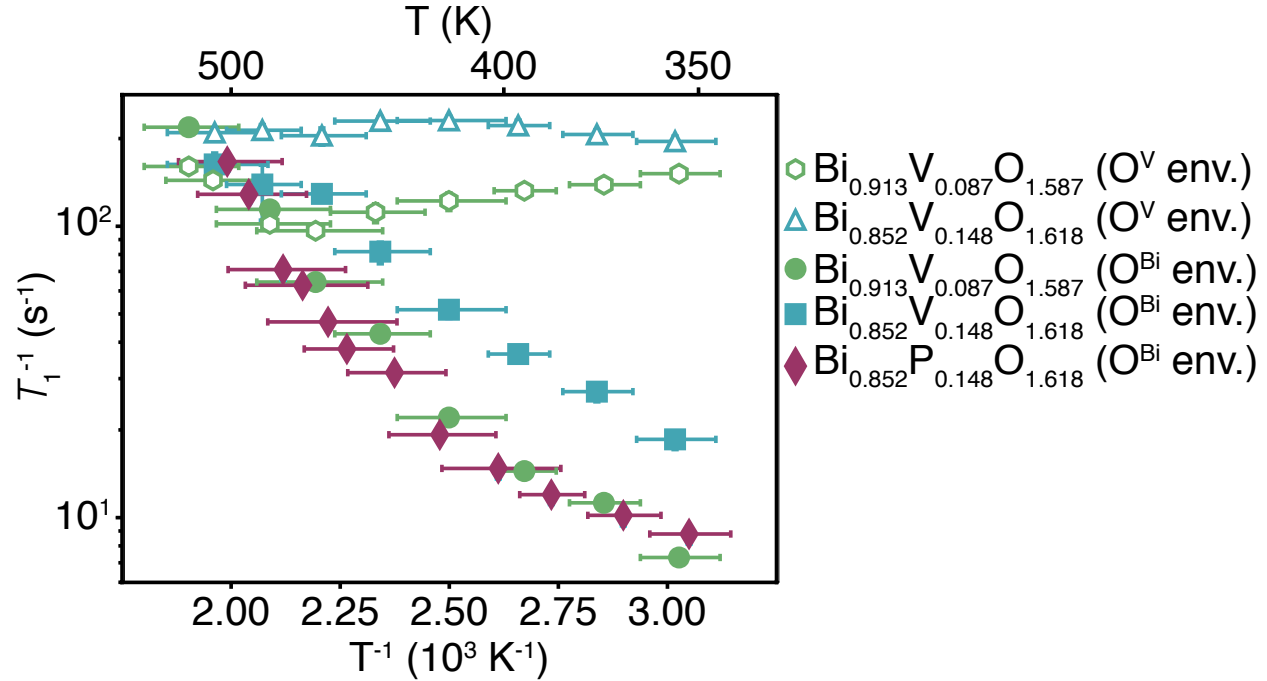 T (K)
500 400 350
10²
10¹
T₁⁻¹ (s⁻¹)
2.00 2.25 2.50 2.75 3.00
T⁻¹ (10³ K⁻¹)
Bi₀.₉₁₃V₀.₀₈₇O₁.₅₈₇ (Oⱽ env.)
Bi₀.₈₅₂V₀.₁₄₈O₁.₆₁₈ (Oⱽ env.)
Bi₀.₉₁₃V₀.₀₈₇O₁.₅₈₇ (Oᴮⁱ env.)
Bi₀.₈₅₂V₀.₁₄₈O₁.₆₁₈ (Oᴮⁱ env.)
Bi₀.₈₅₂P₀.₁₄₈O₁.₆₁₈ (Oᴮⁱ env.)